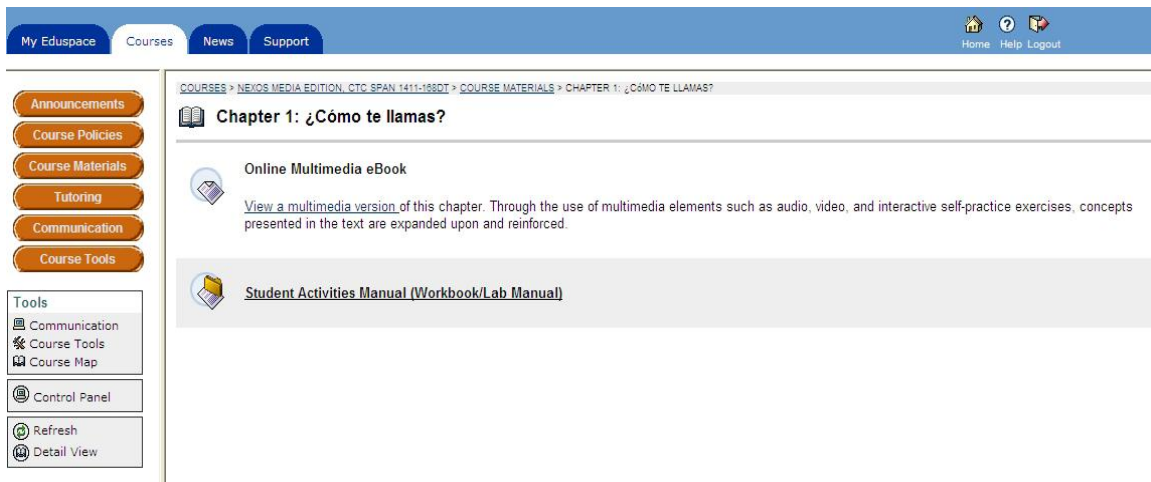 My Eduspace
Courses
News
Support
Home
Help
Logout
Announcements
Course Policies
Course Materials
Tutoring
Communication
Course Tools
Tools
Communication
Course Tools
Course Map
Control Panel
Refresh
Detail View
COURSES > NEXOS MEDIA EDITION, CTC SPAN 1411-168DT > COURSE MATERIALS > CHAPTER 1: ¿CóMO TE LLAMAS?
Chapter 1: ¿Cómo te llamas?
Online Multimedia eBook
View a multimedia version of this chapter. Through the use of multimedia elements such as audio, video, and interactive self-practice exercises, concepts
presented in the text are expanded upon and reinforced.
Student Activities Manual (Workbook/Lab Manual)